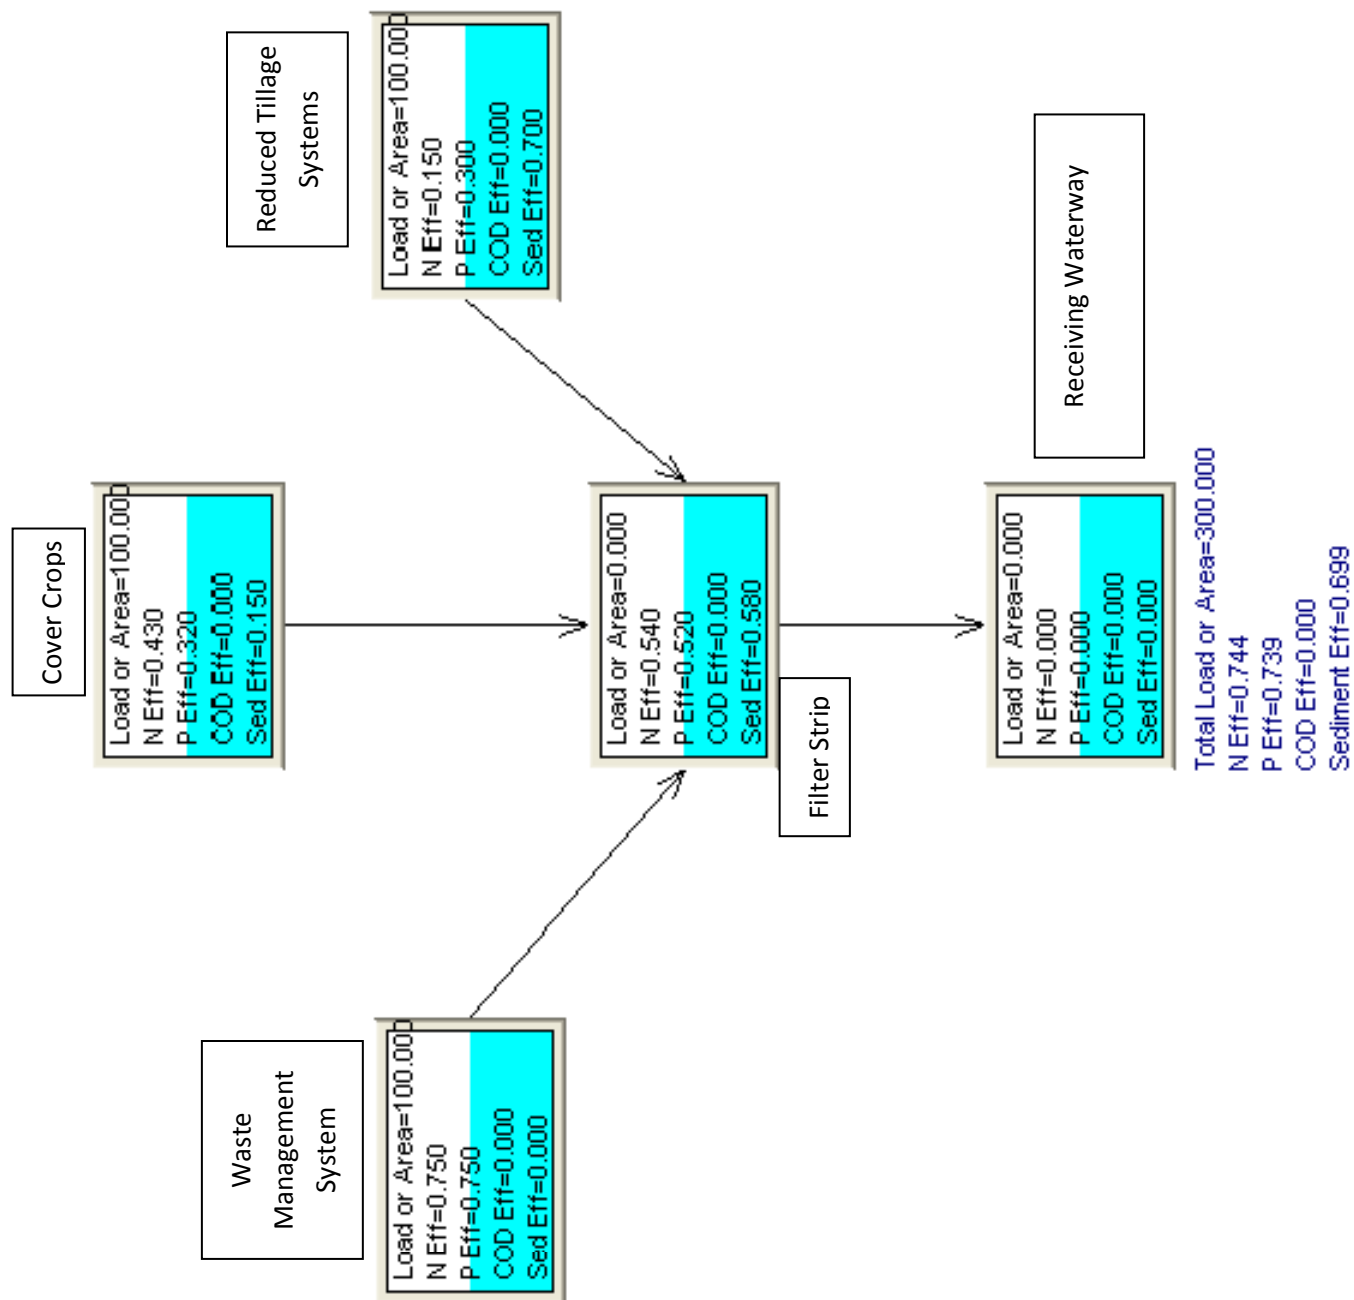 Cover Crops
Load or Area=100.000
N Eff=0.430
P Eff=0.320
COD Eff=0.000
Sed Eff=0.150
Waste
Management
System
Load or Area=100.000
N Eff=0.750
P Eff=0.750
COD Eff=0.000
Sed Eff=0.000
Reduced Tillage
Systems
Load or Area=100.000
N Eff=0.150
P Eff=0.300
COD Eff=0.000
Sed Eff=0.700
Load or Area=0.000
N Eff=0.540
P Eff=0.520
COD Eff=0.000
Sed Eff=0.580
Filter Strip
Load or Area=0.000
N Eff=0.000
P Eff=0.000
COD Eff=0.000
Sed Eff=0.000
Receiving Waterway
Total Load or Area=300.000
N Eff=0.744
P Eff=0.739
COD Eff=0.000
Sediment Eff=0.699